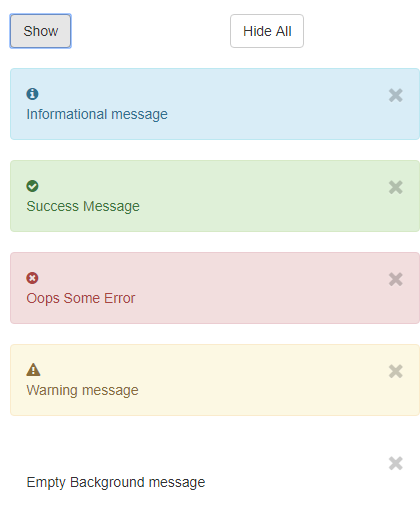 Show Hide All
Informational message
Success Message
Oops Some Error
Warning message
Empty Background message